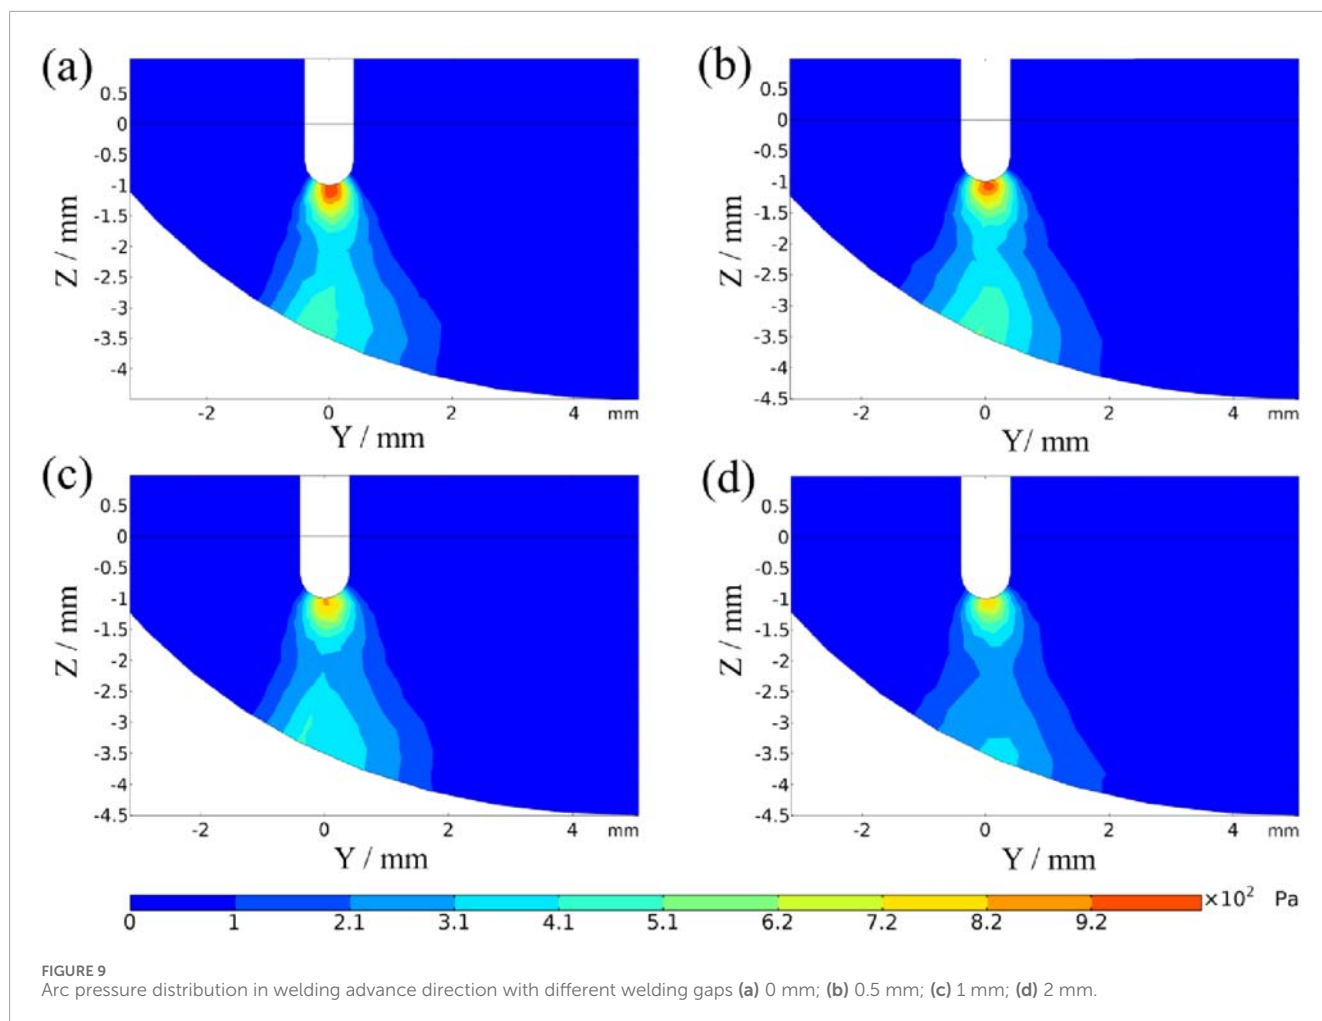 (a)
0.5
0
-0.5
-1
-1.5
-2
-2.5
-3
-3.5
-4
Z / mm
-2 0 2 4 mm
Y / mm
(b)
0.5
0
-0.5
-1
-1.5
-2
-2.5
-3
-3.5
-4
-4.5
Z / mm
-2 0 2 4 mm
Y / mm
(c)
0.5
0
-0.5
-1
-1.5
-2
-2.5
-3
-3.5
-4
-4.5
Z / mm
-2 0 2 4 mm
Y / mm
(d)
0.5
0
-0.5
-1
-1.5
-2
-2.5
-3
-3.5
-4
-4.5
Z / mm
-2 0 2 4 mm
Y / mm
×10² Pa
0 1 2.1 3.1 4.1 5.1 6.2 7.2 8.2 9.2
FIGURE 9
Arc pressure distribution in welding advance direction with different welding gaps (a) 0 mm; (b) 0.5 mm; (c) 1 mm; (d) 2 mm.